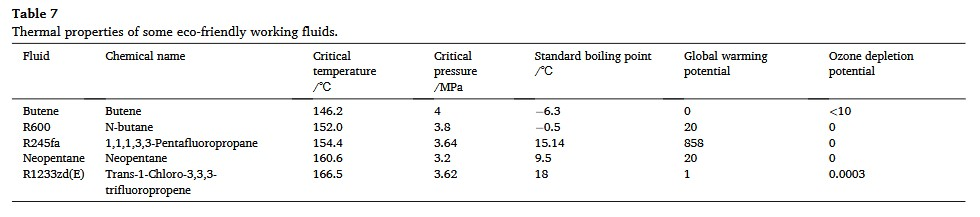 Table 7
Thermal properties of some eco-friendly working fluids.
Fluid Chemical name Critical temperature /°C Critical pressure /MPa Standard boiling point /°C Global warming potential Ozone depletion potential
Butene Butene 146.2 4 −6.3 0 <10
R600 N-butane 152.0 3.8 −0.5 20 0
R245fa 1,1,1,3,3-Pentafluoropropane 154.4 3.64 15.14 858 0
Neopentane Neopentane 160.6 3.2 9.5 20 0
R1233zd(E) Trans-1-Chloro-3,3,3- 166.5 3.62 18 1 0.0003
trifluoropropene